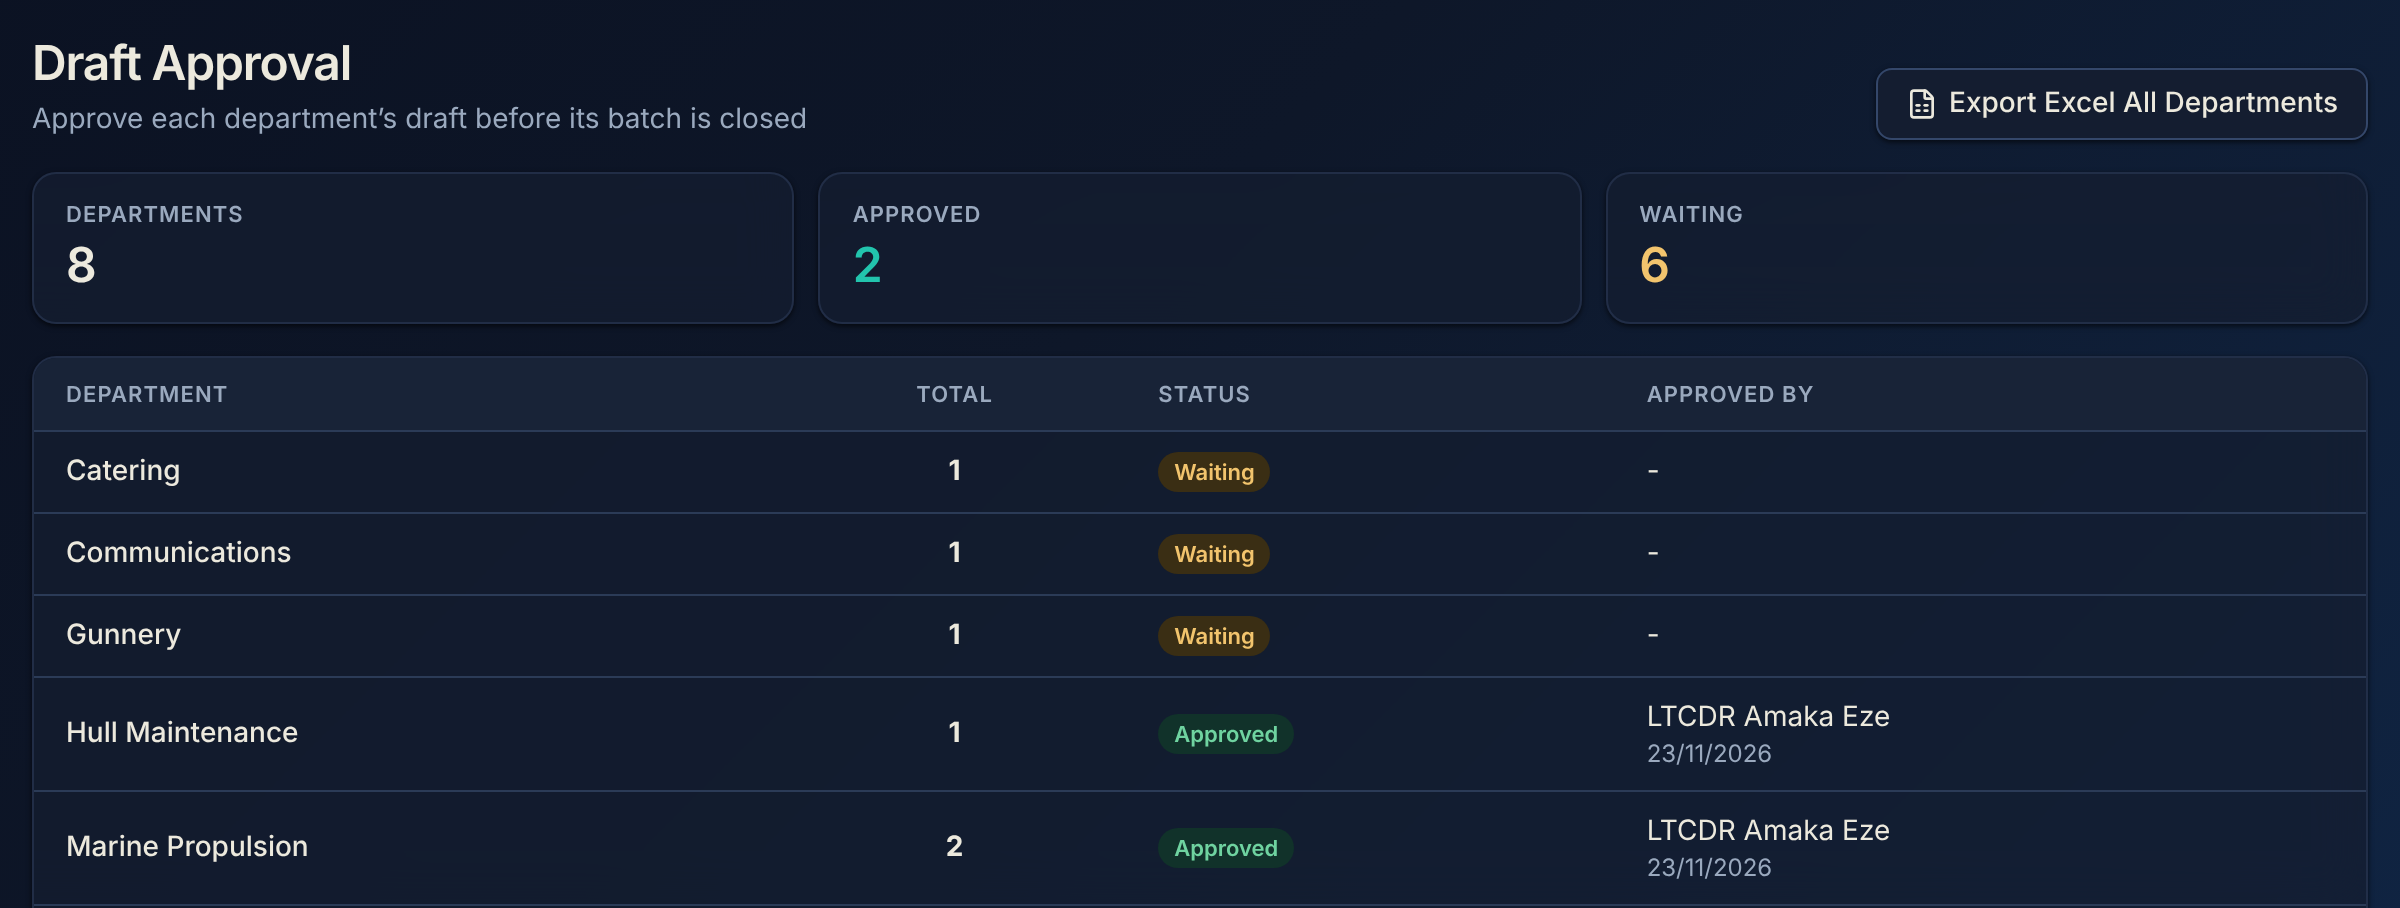 Draft Approval
Approve each department’s draft before its batch is closed
Export Excel All Departments
DEPARTMENTS
8
APPROVED
2
WAITING
6
DEPARTMENT TOTAL STATUS APPROVED BY
Catering 1 Waiting -
Communications 1 Waiting -
Gunnery 1 Waiting -
Hull Maintenance 1 Approved LTCDR Amaka Eze
23/11/2026
Marine Propulsion 2 Approved LTCDR Amaka Eze
23/11/2026